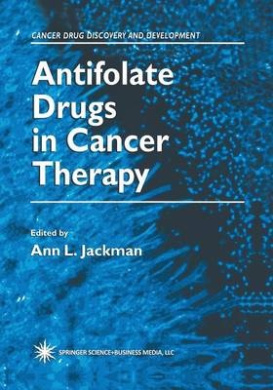 CANCER DRUG DISCOVERY AND DEVELOPMENT
Antifolate
Drugs
in Cancer
Therapy
Edited by
Ann L. Jackman
SPRINGER SCIENCE+BUSINESS MEDIA, LLC